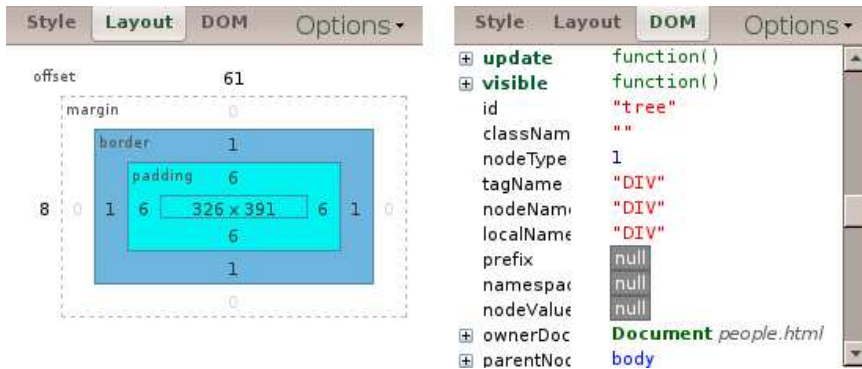 Style Layout DOM Options
offset 61
margin 0
border 1
padding 6
8 0 1 6 326 x 391 6 1 0
6
1
0
Style Layout DOM Options
update function()
visible function()
id "tree"
classNam ""
nodeType 1
tagName "DIV"
nodeName "DIV"
localName "DIV"
prefix null
namespac null
nodeValue null
ownerDoc Document people.html
parentNoc body